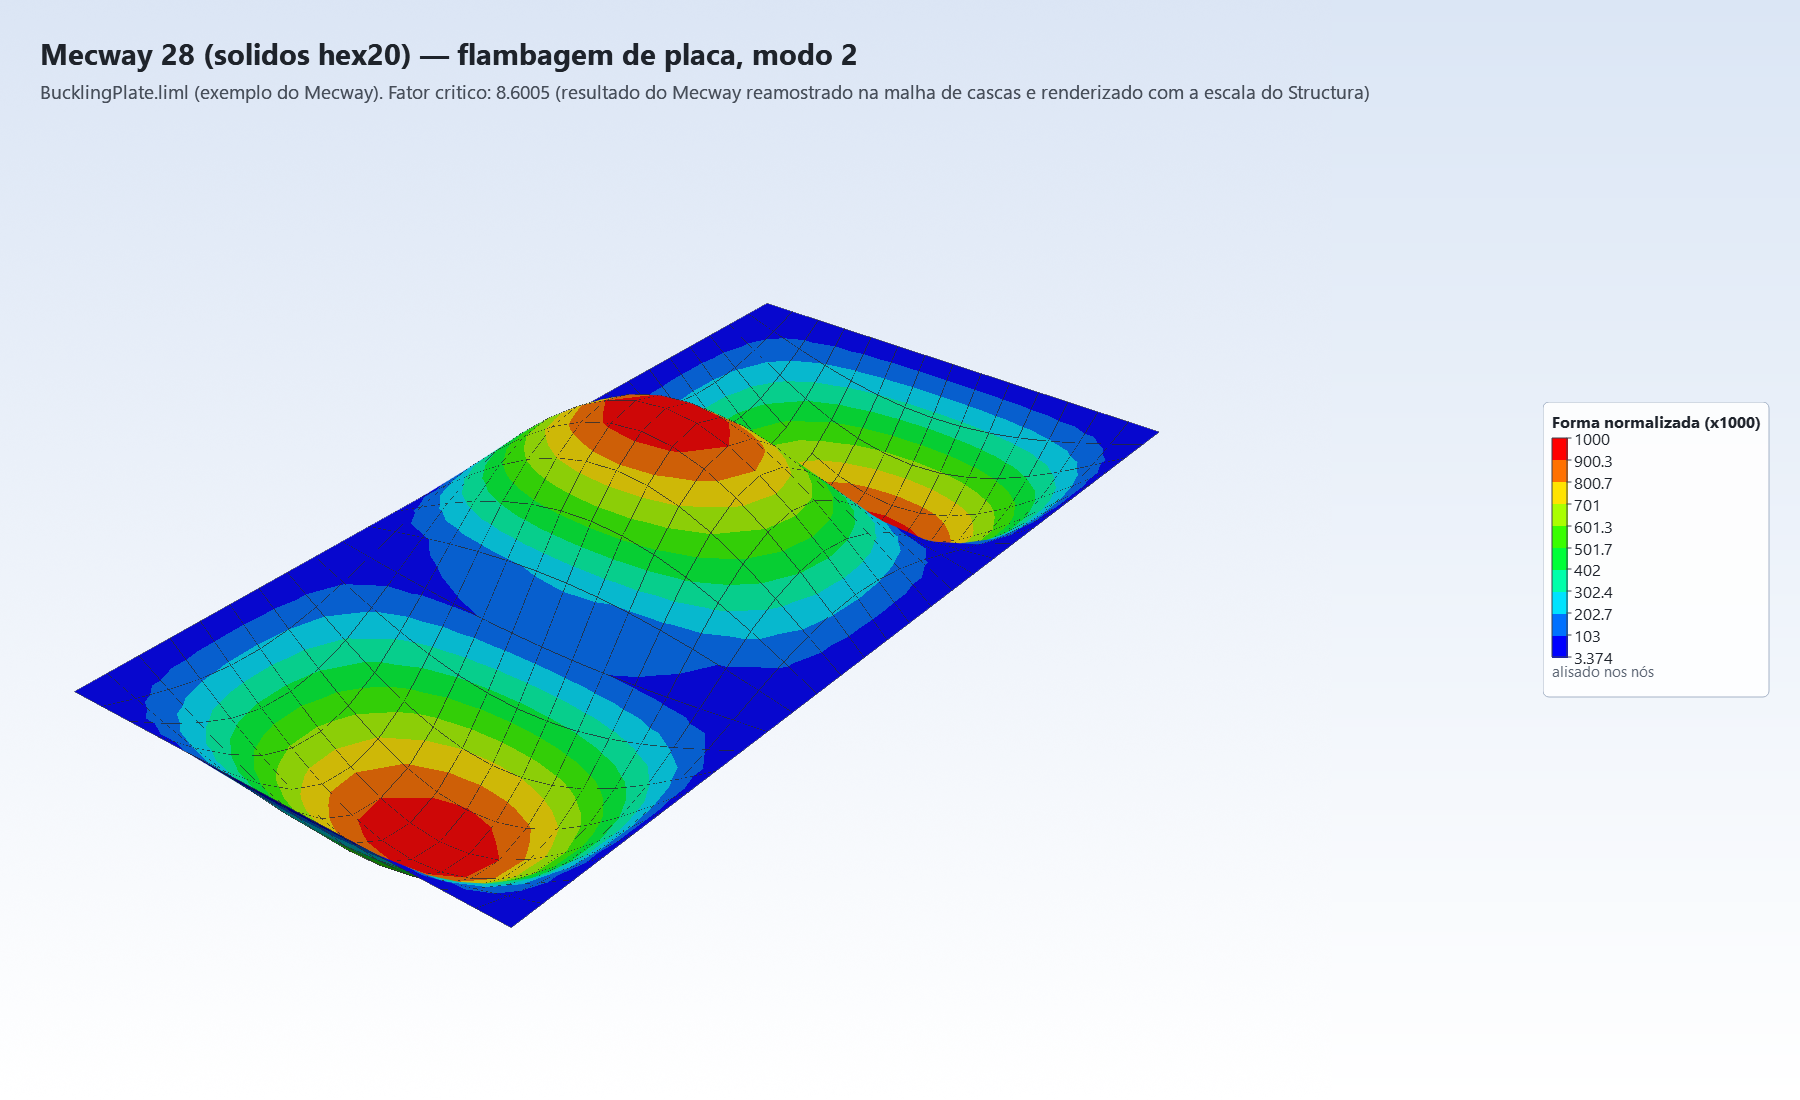 Mecway 28 (solidos hex20) — flambagem de placa, modo 2
BucklingPlate.liml (exemplo do Mecway). Fator critico: 8.6005 (resultado do Mecway reamostrado na malha de cascas e renderizado com a escala do Structura)
Forma normalizada (x1000)
1000
900.3
800.7
701
601.3
501.7
402
302.4
202.7
103
3.374
alisado nos nós